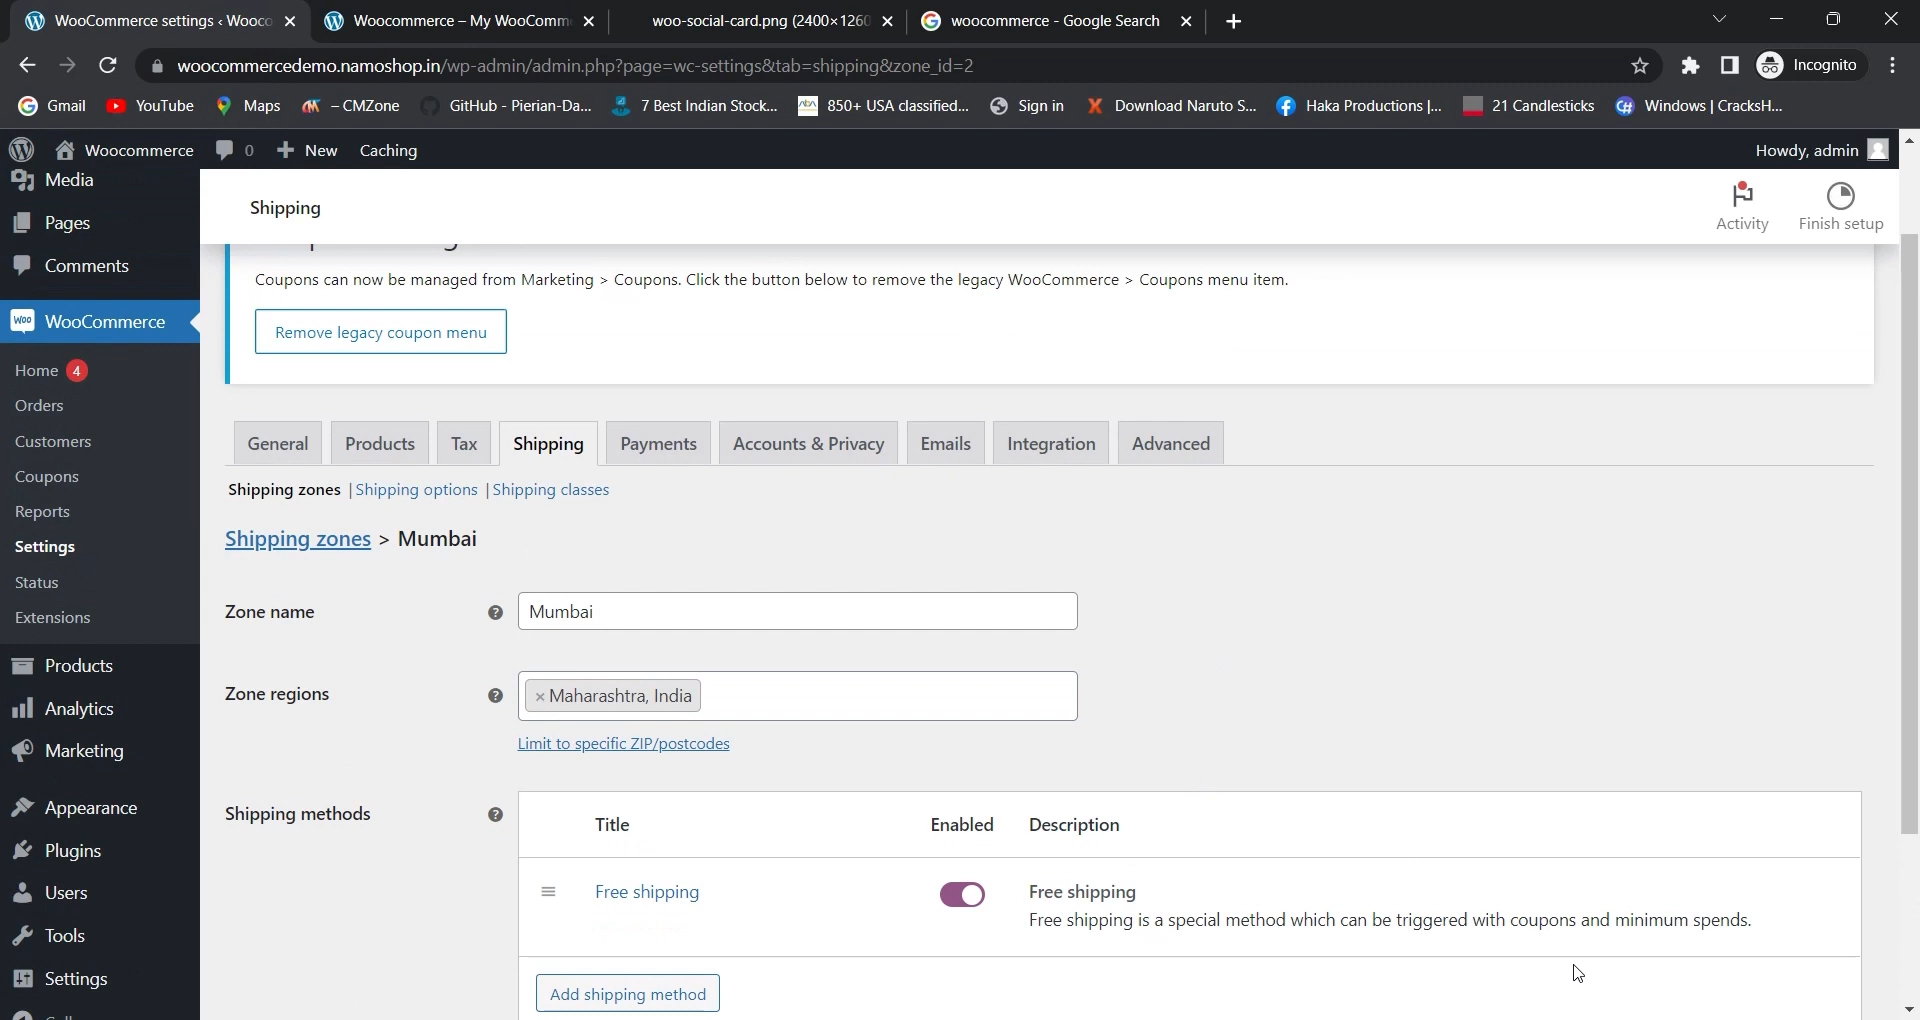 WooCommerce settings ‹ Wooco
Woocommerce – My WooComm
woo-social-card.png (2400×1260
woocommerce - Google Search
woocommercedemo.namoshop.in/wp-admin/admin.php?page=wc-settings&tab=shipping&zone_id=2
Incognito
Gmail
YouTube
Maps
– CMZone
GitHub - Pierian-Da...
7 Best Indian Stock...
850+ USA classified...
Sign in
Download Naruto S...
Haka Productions |...
21 Candlesticks
Windows | CracksH...
Woocommerce
0
New
Caching
Howdy, admin
Media
Pages
Comments
WooCommerce
Home 4
Orders
Customers
Coupons
Reports
Settings
Status
Extensions
Products
Analytics
Marketing
Appearance
Plugins
Users
Tools
Settings
Shipping
Activity
Finish setup
Coupons can now be managed from Marketing > Coupons. Click the button below to remove the legacy WooCommerce > Coupons menu item.
Remove legacy coupon menu
General
Products
Tax
Shipping
Payments
Accounts & Privacy
Emails
Integration
Advanced
Shipping zones | Shipping options | Shipping classes
Shipping zones > Mumbai
Zone name
Mumbai
Zone regions
× Maharashtra, India
Limit to specific ZIP/postcodes
Shipping methods
Title
Enabled
Description
Free shipping
Free shipping
Free shipping is a special method which can be triggered with coupons and minimum spends.
Add shipping method